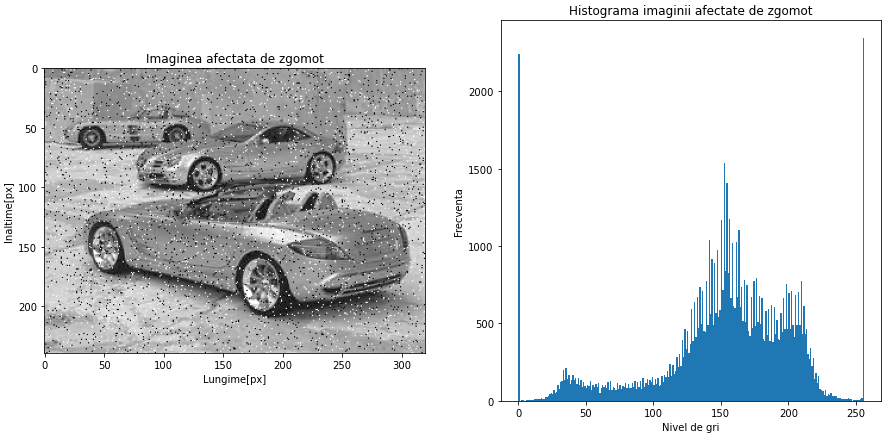 Imaginea afectata de zgomot
0
50
100
150
200
Inaltime[px]
0 50 100 150 200 250 300
Lungime[px]
Histograma imaginii afectate de zgomot
2000
1500
1000
500
0
Frecventa
0 50 100 150 200 250
Nivel de gri